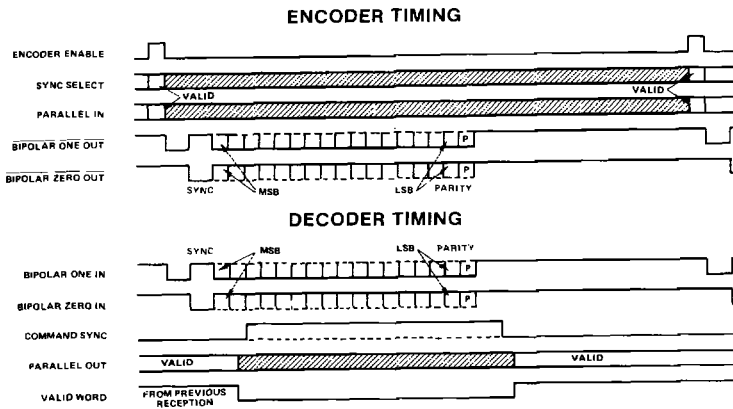 ENCODER TIMING
ENCODER ENABLE
SYNC SELECT
VALID
VALID
PARALLEL IN
BIPOLAR ONE OUT
P
BIPOLAR ZERO OUT
P
SYNC
MSB
LSB
PARITY
DECODER TIMING
SYNC
MSB
LSB
PARITY
BIPOLAR ONE IN
P
BIPOLAR ZERO IN
P
COMMAND SYNC
PARALLEL OUT
VALID
VALID
VALID WORD
FROM PREVIOUS
RECEPTION